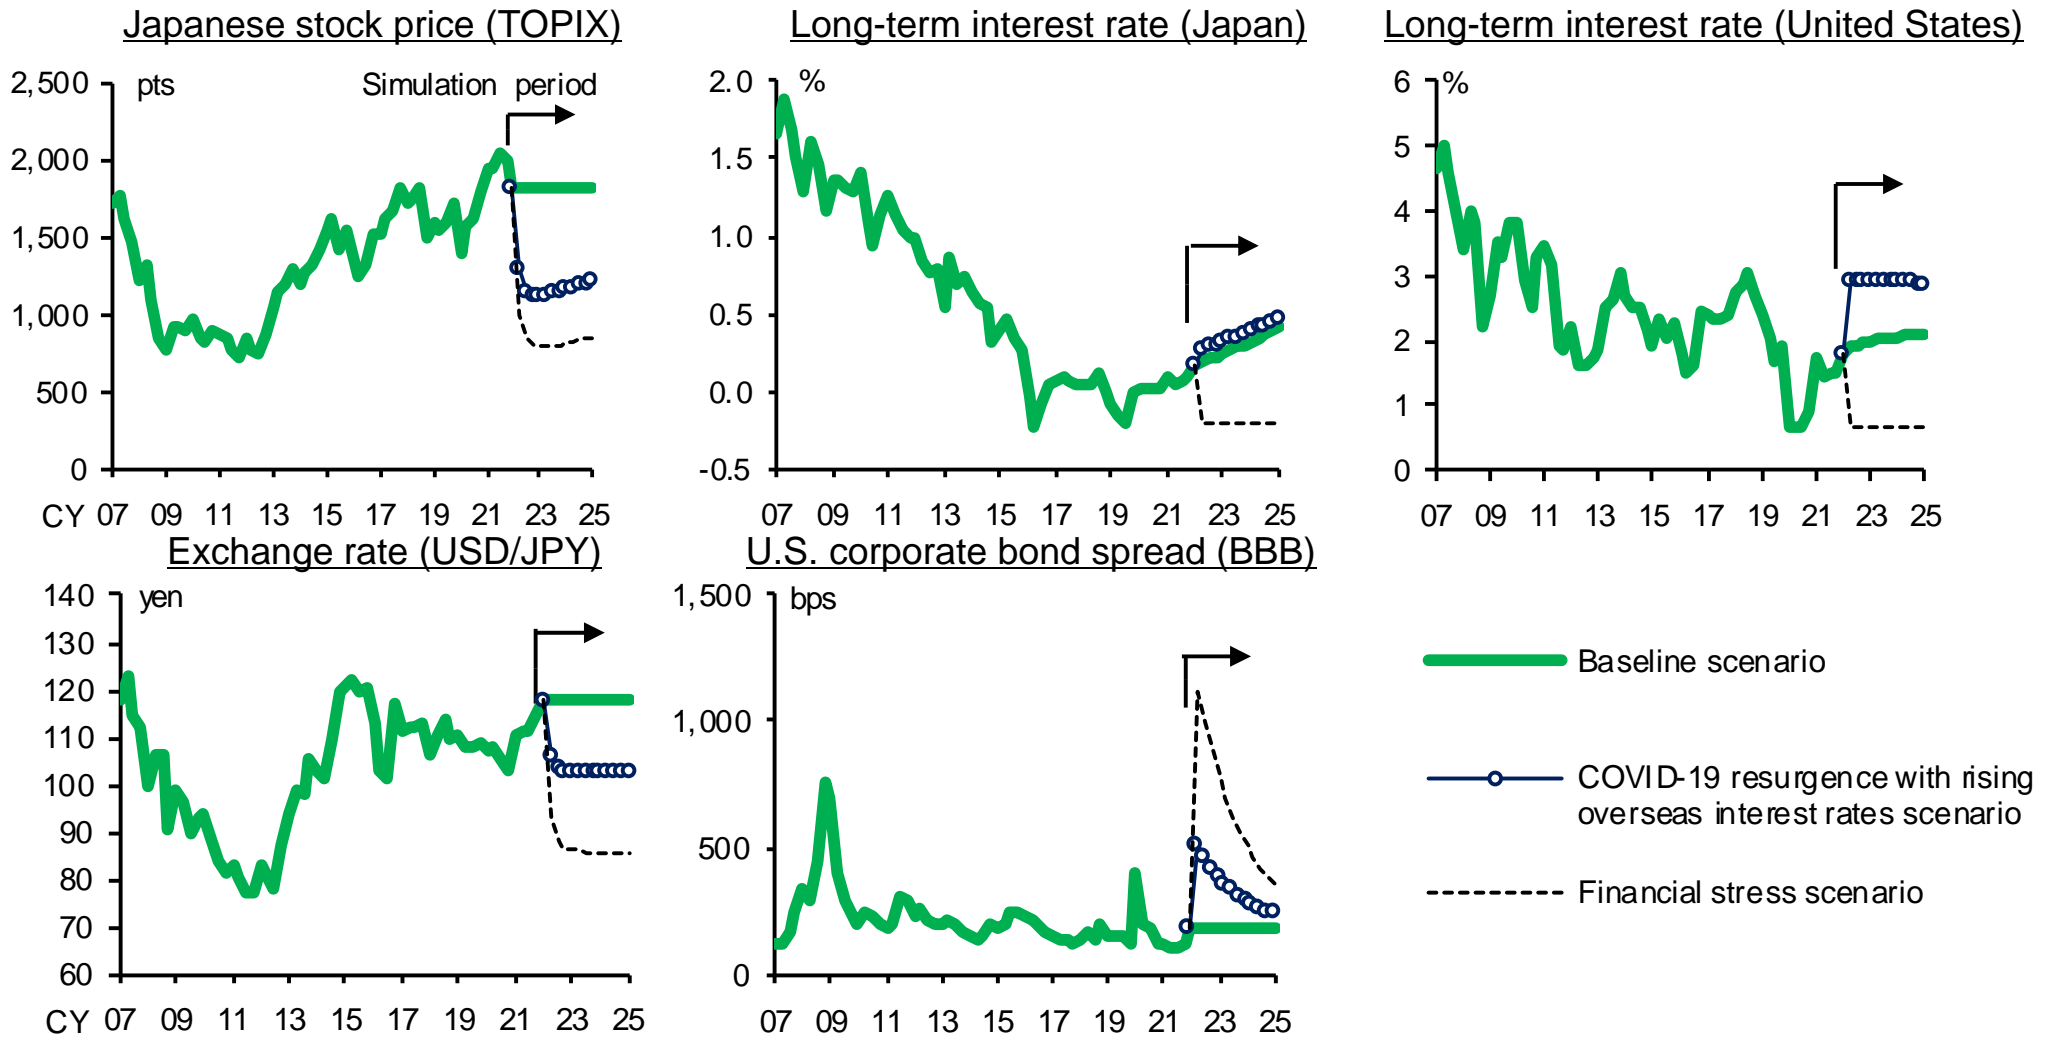 Japanese stock price (TOPIX)
2,500
2,000
1,500
1,000
500
0
pts
Simulation period
CY 07 09 11 13 15 17 19 21 23 25
Long-term interest rate (Japan)
2.0
1.5
1.0
0.5
0.0
-0.5
%
07 09 11 13 15 17 19 21 23 25
Long-term interest rate (United States)
6
5
4
3
2
1
0
%
07 09 11 13 15 17 19 21 23 25
Exchange rate (USD/JPY)
140
130
120
110
100
90
80
70
60
yen
CY 07 09 11 13 15 17 19 21 23 25
U.S. corporate bond spread (BBB)
1,500
1,000
500
0
bps
07 09 11 13 15 17 19 21 23 25
Baseline scenario
COVID-19 resurgence with rising
overseas interest rates scenario
Financial stress scenario